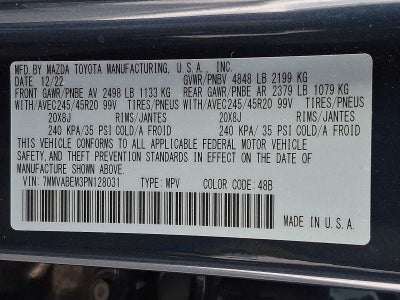 MFD. BY MAZDA TOYOTA MANUFACTURING, U.S.A., INC.
DATE 12/22 GVWR/PNBV 4848 LB 2199 KG
FRONT GAWR/PNBE AV 2498 LB 1133 KG REAR GAWR/PNBE AR 2379 LB 1079 KG
WITH/AVEC245/45R20 99V TIRES/PNEUS WITH/AVEC245/45R20 99V TIRES/PNEUS
20X8J RIMS/JANTES 20X8J RIMS/JANTES
240 KPA/35 PSI COLD/A FROID 240 KPA/35 PSI COLD/A FROID
THIS VEHICLE CONFORMS TO ALL APPLICABLE FEDERAL MOTOR VEHICLE
SAFETY, AND THEFT PREVENTION STANDARDS IN EFFECT ON THE DATE OF
MANUFACTURE SHOWN ABOVE.
VIN: 7MMVABEM3PN128031 TYPE: MPV COLOR CODE: 48B
MADE IN U.S.A.